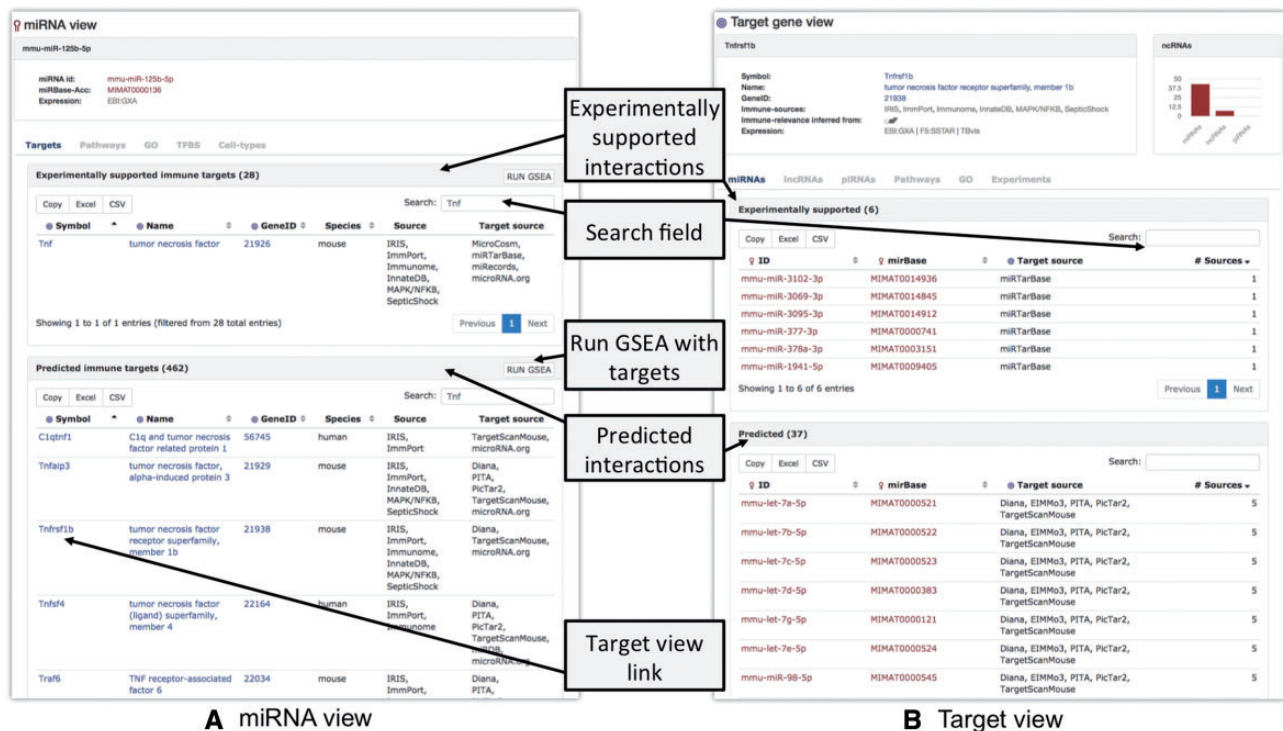 miRNA view
mmu-miR-125b-5p
miRNA id: mmu-miR-125b-5p
miRBase-Acc: MIMAT0000136
Expression: EBI:GXA
Targets Pathways GO TFBS Cell-types
Experimentally supported immune targets (28) RUN GSEA
Copy Excel CSV Search: Tnf
Symbol Name GeneID Species Source Target source
Tnf tumor necrosis factor 21926 mouse IRIS, MicroCosm,
ImmPort, miRTarBase,
Immunome, miRecords,
InnateDB, microRNA.org
MAPK/NFKB,
SepticShock
Showing 1 to 1 of 1 entries (filtered from 28 total entries) Previous 1 Next
Predicted immune targets (462) RUN GSEA
Copy Excel CSV Search: Tnf
Symbol Name GeneID Species Source Target source
C1qtnf1 C1q and tumor necrosis 56745 human IRIS, TargetScanMouse,
factor related protein 1 ImmPort microRNA.org
Tnfaip3 tumor necrosis factor, 21929 mouse IRIS, Diana,
alpha-induced protein 3 ImmPort, PITA,
InnateDB, PicTar2,
MAPK/NFKB, TargetScanMouse,
SepticShock microRNA.org
Tnfrsf1b tumor necrosis factor 21938 mouse IRIS, Diana,
receptor superfamily, ImmPort, TargetScanMouse,
member 1b Immunome, microRNA.org
InnateDB,
MAPK/NFKB,
SepticShock
Tnfsf4 tumor necrosis factor 22164 human IRIS, Diana,
(ligand) superfamily, ImmPort, PITA,
member 4 Immunome PicTar2,
TargetScanMouse,
miRDB,
microRNA.org
Traf6 TNF receptor-associated 22034 mouse IRIS, Diana,
factor 6 ImmPort, PITA,
A miRNA view
Experimentally
supported
interactions
Search field
Run GSEA with
targets
Predicted
interactions
Target view
link
Target gene view
Tnfrsf1b
Symbol: Tnfrsf1b
Name: tumor necrosis factor receptor superfamily, member 1b
GeneID: 21938
Immune-sources: IRIS, ImmPort, Immunome, InnateDB, MAPK/NFKB, SepticShock
Immune-relevance inferred from:
Expression: EBI:GXA | F5:SSTAR | TBvis
ncRNAs
50
37.5
25
12.5
0
miRNAs lncRNAs piRNAs
miRNAs lncRNAs piRNAs Pathways GO Experiments
Experimentally supported (6)
Copy Excel CSV Search:
ID mirBase Target source # Sources
mmu-miR-3102-3p MIMAT0014936 miRTarBase 1
mmu-miR-3069-3p MIMAT0014845 miRTarBase 1
mmu-miR-3095-3p MIMAT0014912 miRTarBase 1
mmu-miR-377-3p MIMAT0000741 miRTarBase 1
mmu-miR-378a-3p MIMAT0003151 miRTarBase 1
mmu-miR-1941-5p MIMAT0009405 miRTarBase 1
Showing 1 to 6 of 6 entries Previous 1 Next
Predicted (37)
Copy Excel CSV Search:
ID mirBase Target source # Sources
mmu-let-7a-5p MIMAT0000521 Diana, EIMMo3, PITA, PicTar2, 5
TargetScanMouse
mmu-let-7b-5p MIMAT0000522 Diana, EIMMo3, PITA, PicTar2, 5
TargetScanMouse
mmu-let-7c-5p MIMAT0000523 Diana, EIMMo3, PITA, PicTar2, 5
TargetScanMouse
mmu-let-7d-5p MIMAT0000383 Diana, EIMMo3, PITA, PicTar2, 5
TargetScanMouse
mmu-let-7g-5p MIMAT0000121 Diana, EIMMo3, PITA, PicTar2, 5
TargetScanMouse
mmu-let-7e-5p MIMAT0000524 Diana, EIMMo3, PITA, PicTar2, 5
TargetScanMouse
mmu-miR-98-5p MIMAT0000545 Diana, EIMMo3, PITA, PicTar2, 5
TargetScanMouse
B Target view